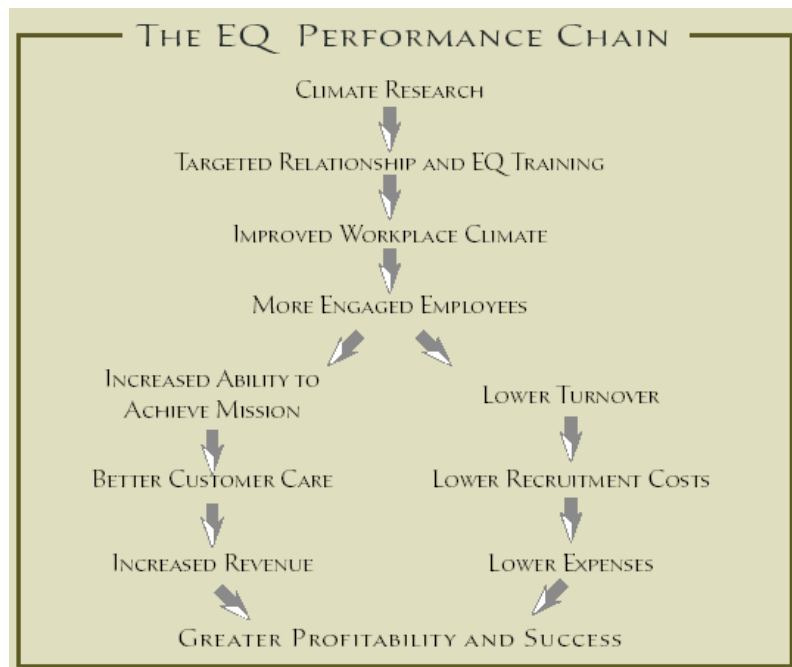 The EQ Performance Chain
Climate Research
Targeted Relationship and EQ Training
Improved Workplace Climate
More Engaged Employees
Increased Ability to
Achieve Mission
Lower Turnover
Better Customer Care
Lower Recruitment Costs
Increased Revenue
Lower Expenses
Greater Profitability and Success